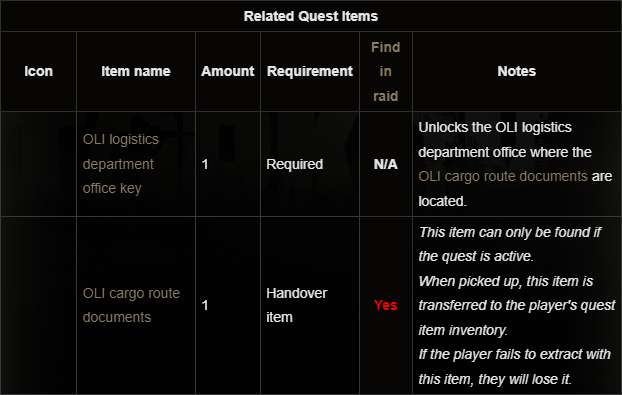 Related Quest Items
Icon
Item name
Amount
Requirement
Find
in
raid
Notes
OLI logistics
department
office key
1
Required
N/A
Unlocks the OLI logistics
department office where the
OLI cargo route documents are
located.
OLI cargo route
documents
1
Handover
item
Yes
This item can only be found if
the quest is active.
When picked up, this item is
transferred to the player's quest
item inventory.
If the player fails to extract with
this item, they will lose it.